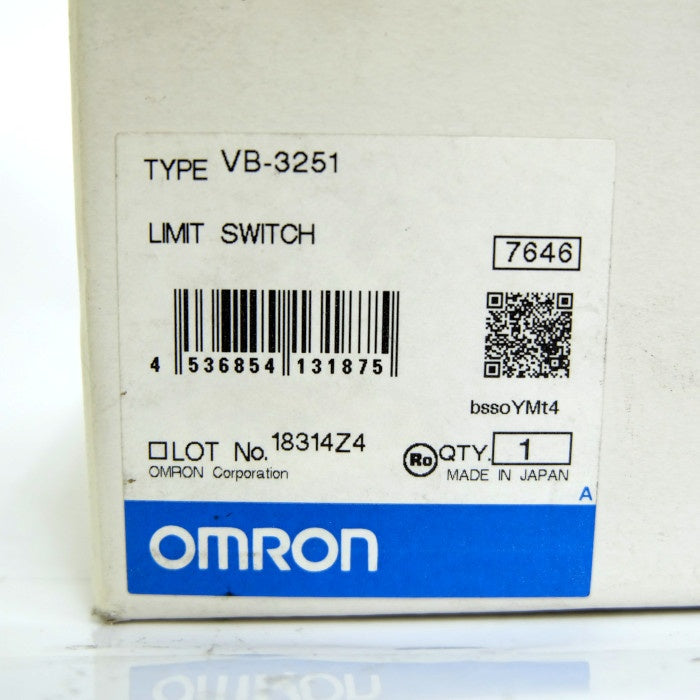 TYPE VB-3251
LIMIT SWITCH
7646
4 536854 131875
bssoYMt4
LOT No. 18314Z4
Ro QTY. 1
OMRON Corporation
MADE IN JAPAN
A
OMRON